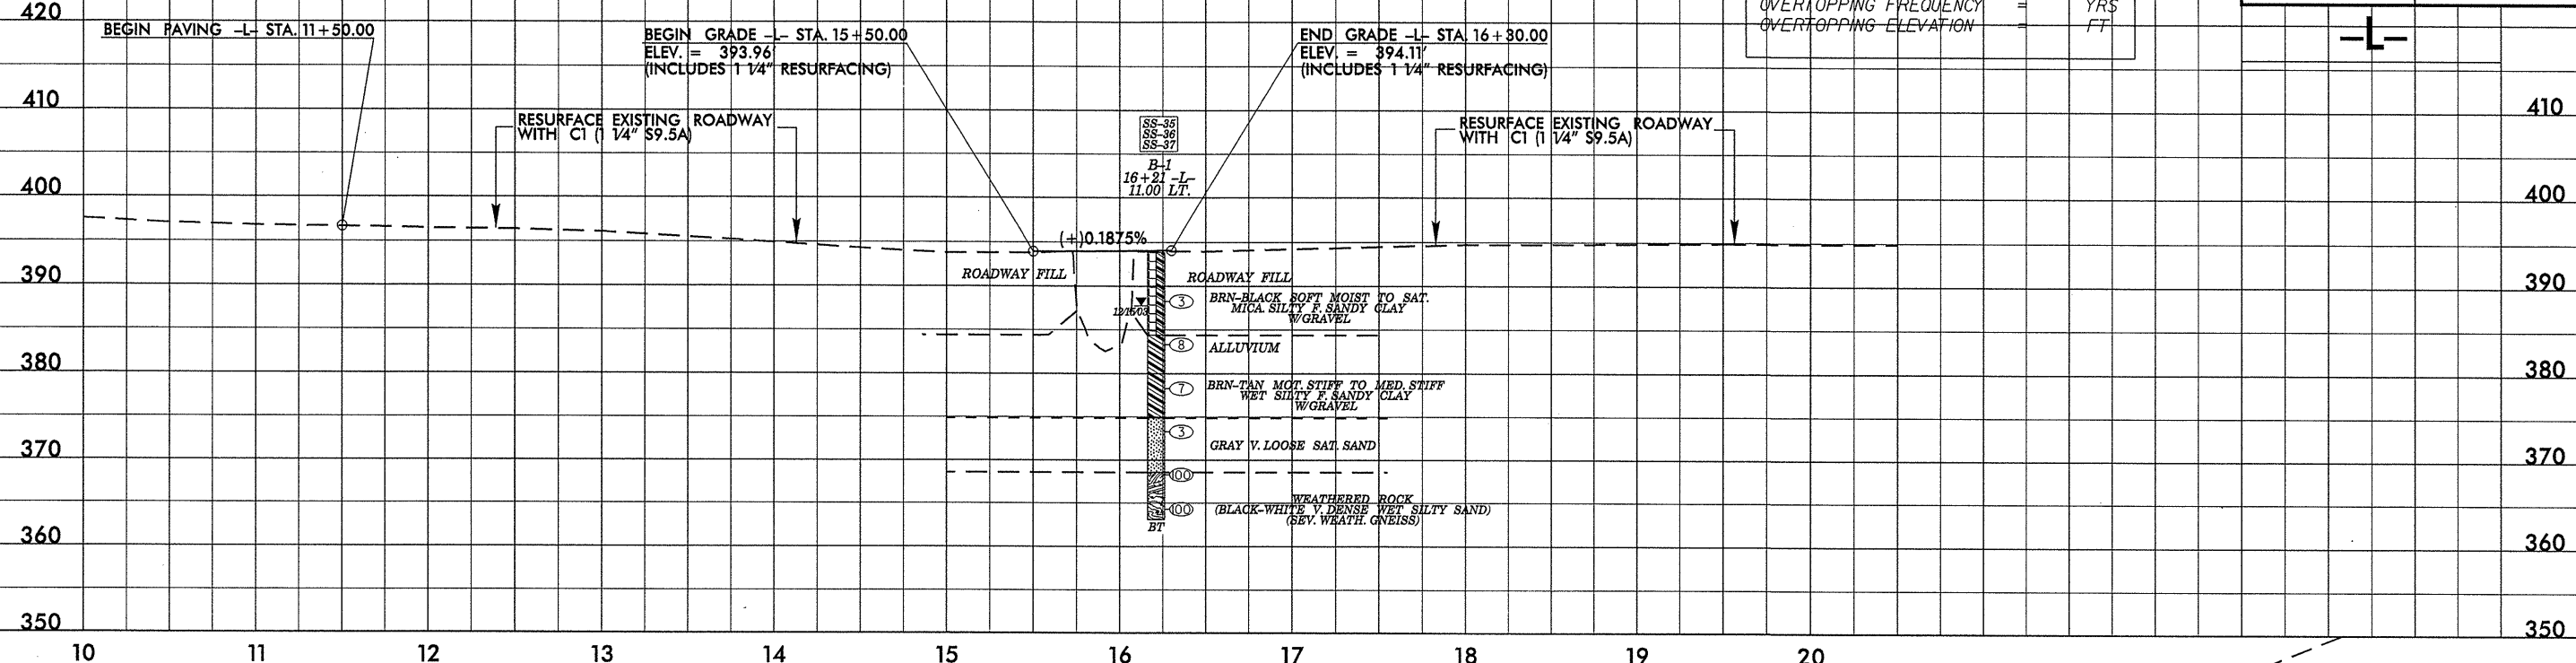 OVERTOPPING FREQUENCY = YRS
OVERTOPPING ELEVATION = FT
-L-
BEGIN PAVING -L- STA. 11+50.00
BEGIN GRADE -L- STA. 15+50.00
ELEV. = 393.96'
(INCLUDES 1 1/4" RESURFACING)
END GRADE -L- STA. 16+30.00
ELEV. = 394.11'
(INCLUDES 1 1/4" RESURFACING)
RESURFACE EXISTING ROADWAY
WITH C1 (1 1/4" S9.5A)
SS-35
SS-36
SS-37
B-1
16+21 -L-
11.00 LT.
RESURFACE EXISTING ROADWAY
WITH C1 (1 1/4" S9.5A)
(+)0.1875%
ROADWAY FILL
ROADWAY FILL
3
BRN-BLACK SOFT MOIST TO SAT.
MICA. SILTY F. SANDY CLAY
W/GRAVEL
12/15/03
8
ALLUVIUM
7
BRN-TAN MOT. STIFF TO MED. STIFF
WET SILTY F. SANDY CLAY
W/GRAVEL
3
GRAY V. LOOSE SAT. SAND
100
100
WEATHERED ROCK
(BLACK-WHITE V. DENSE WET SILTY SAND)
(SEV. WEATH. GNEISS)
BT
420
410
400
390
380
370
360
350
410
400
390
380
370
360
350
10 11 12 13 14 15 16 17 18 19 20